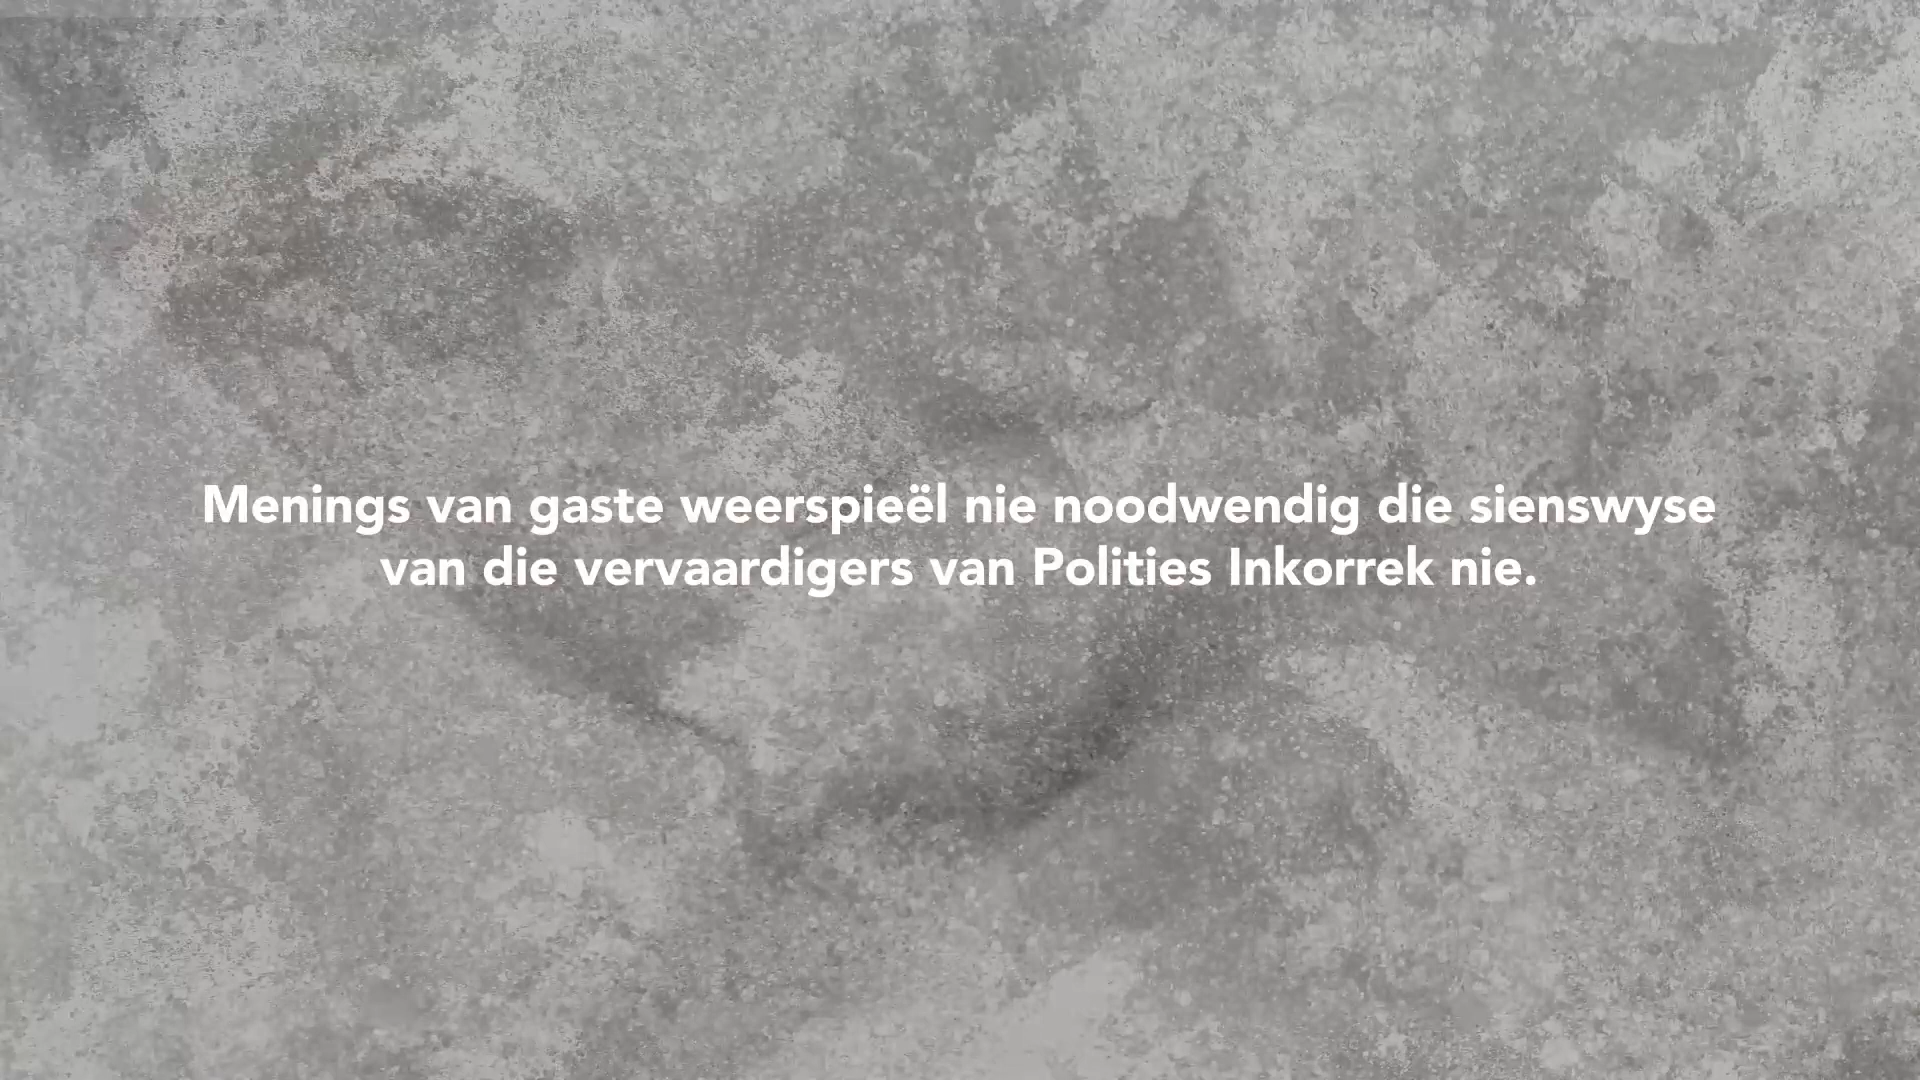 Menings van gaste weerspieël nie noodwendig die sienswyse
van die vervaardigers van Polities Inkorrek nie.